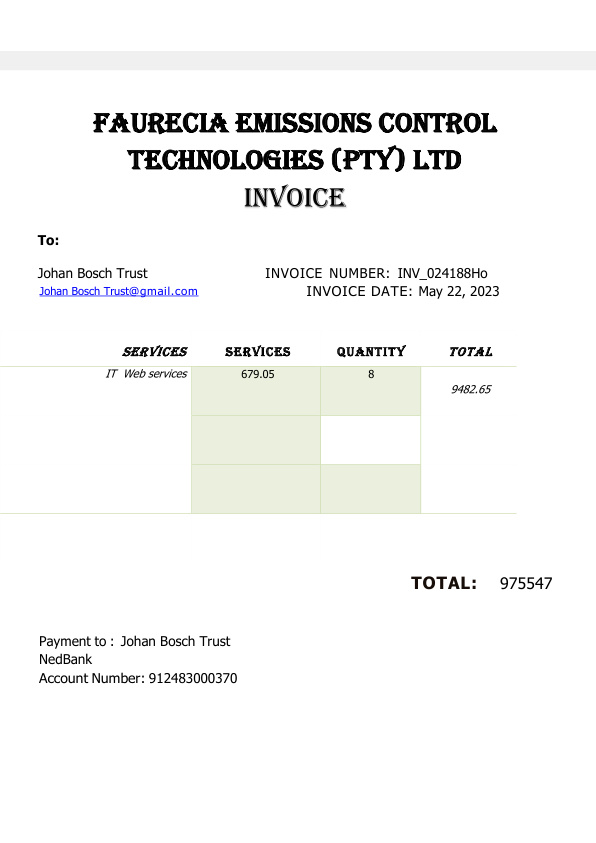 FAURECIA EMISSIONS CONTROL
TECHNOLOGIES (PTY) LTD
INVOICE
To:
Johan Bosch Trust INVOICE NUMBER: INV_024188Ho
Johan Bosch Trust@gmail.com INVOICE DATE: May 22, 2023
SERVICES SERVICES QUANTITY TOTAL
IT Web services 679.05 8
9482.65
TOTAL: 975547
Payment to : Johan Bosch Trust
NedBank
Account Number: 912483000370